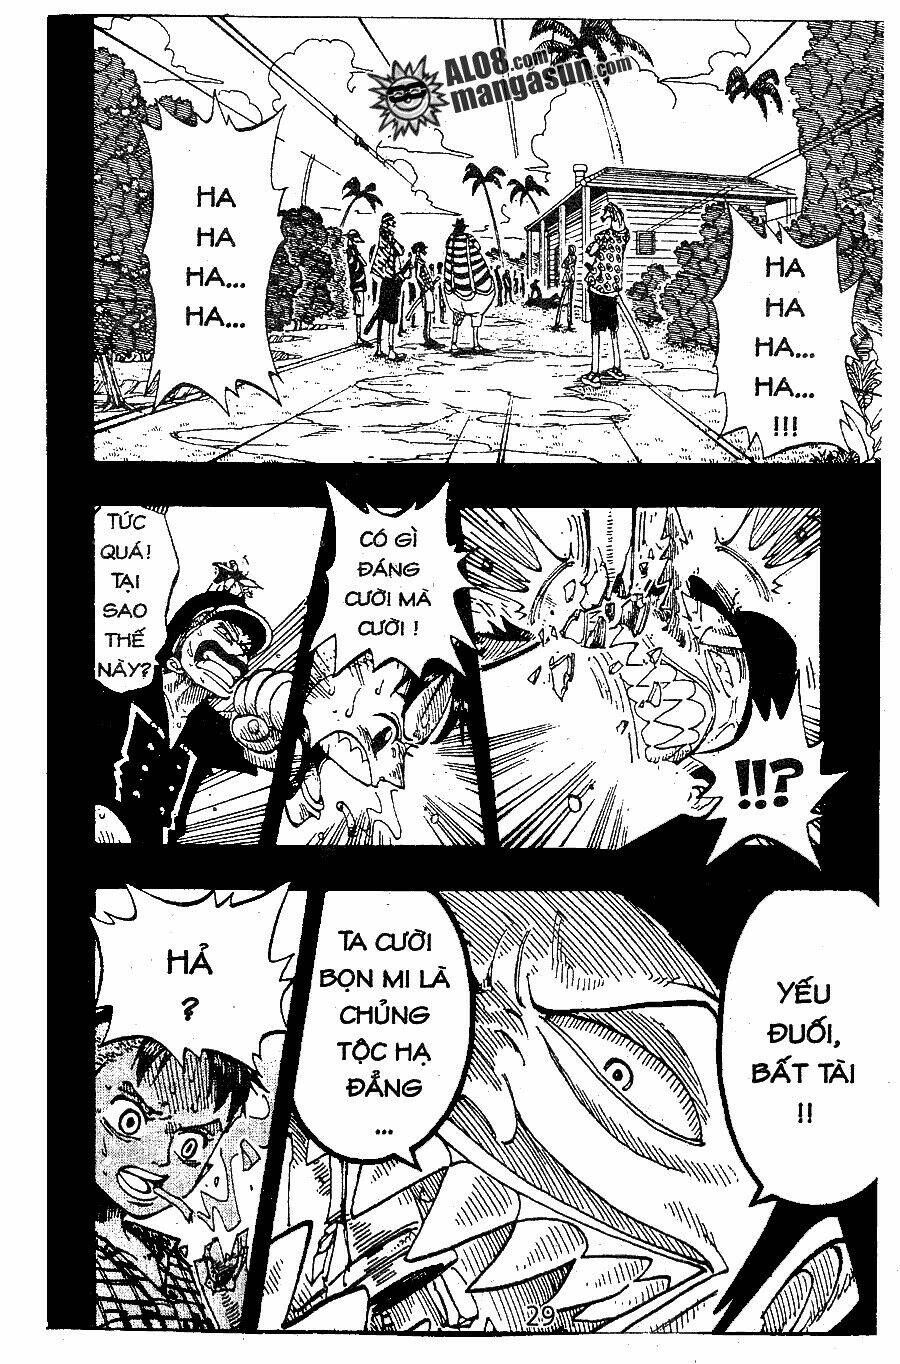 AL08.com
mangasun.com
HA
HA
HA...
HA...
HA
HA
HA...
HA...
!!!
TỨC
QUÁ!
TẠI
SAO
THẾ
NÀY?
CÓ GÌ
ĐÁNG
CƯỜI MÀ
CƯỜI !
!!?
HẢ
?
TA CƯỜI
BỌN MI LÀ
CHỦNG
TỘC HẠ
ĐẲNG
...
YẾU
ĐUỐI,
BẤT TÀI
!!
29